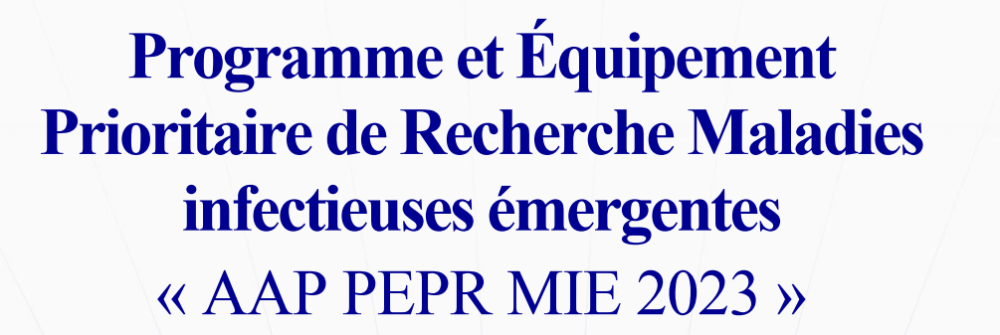 Programme et Équipement
Prioritaire de Recherche Maladies
infectieuses émergentes
« AAP PEPR MIE 2023 »